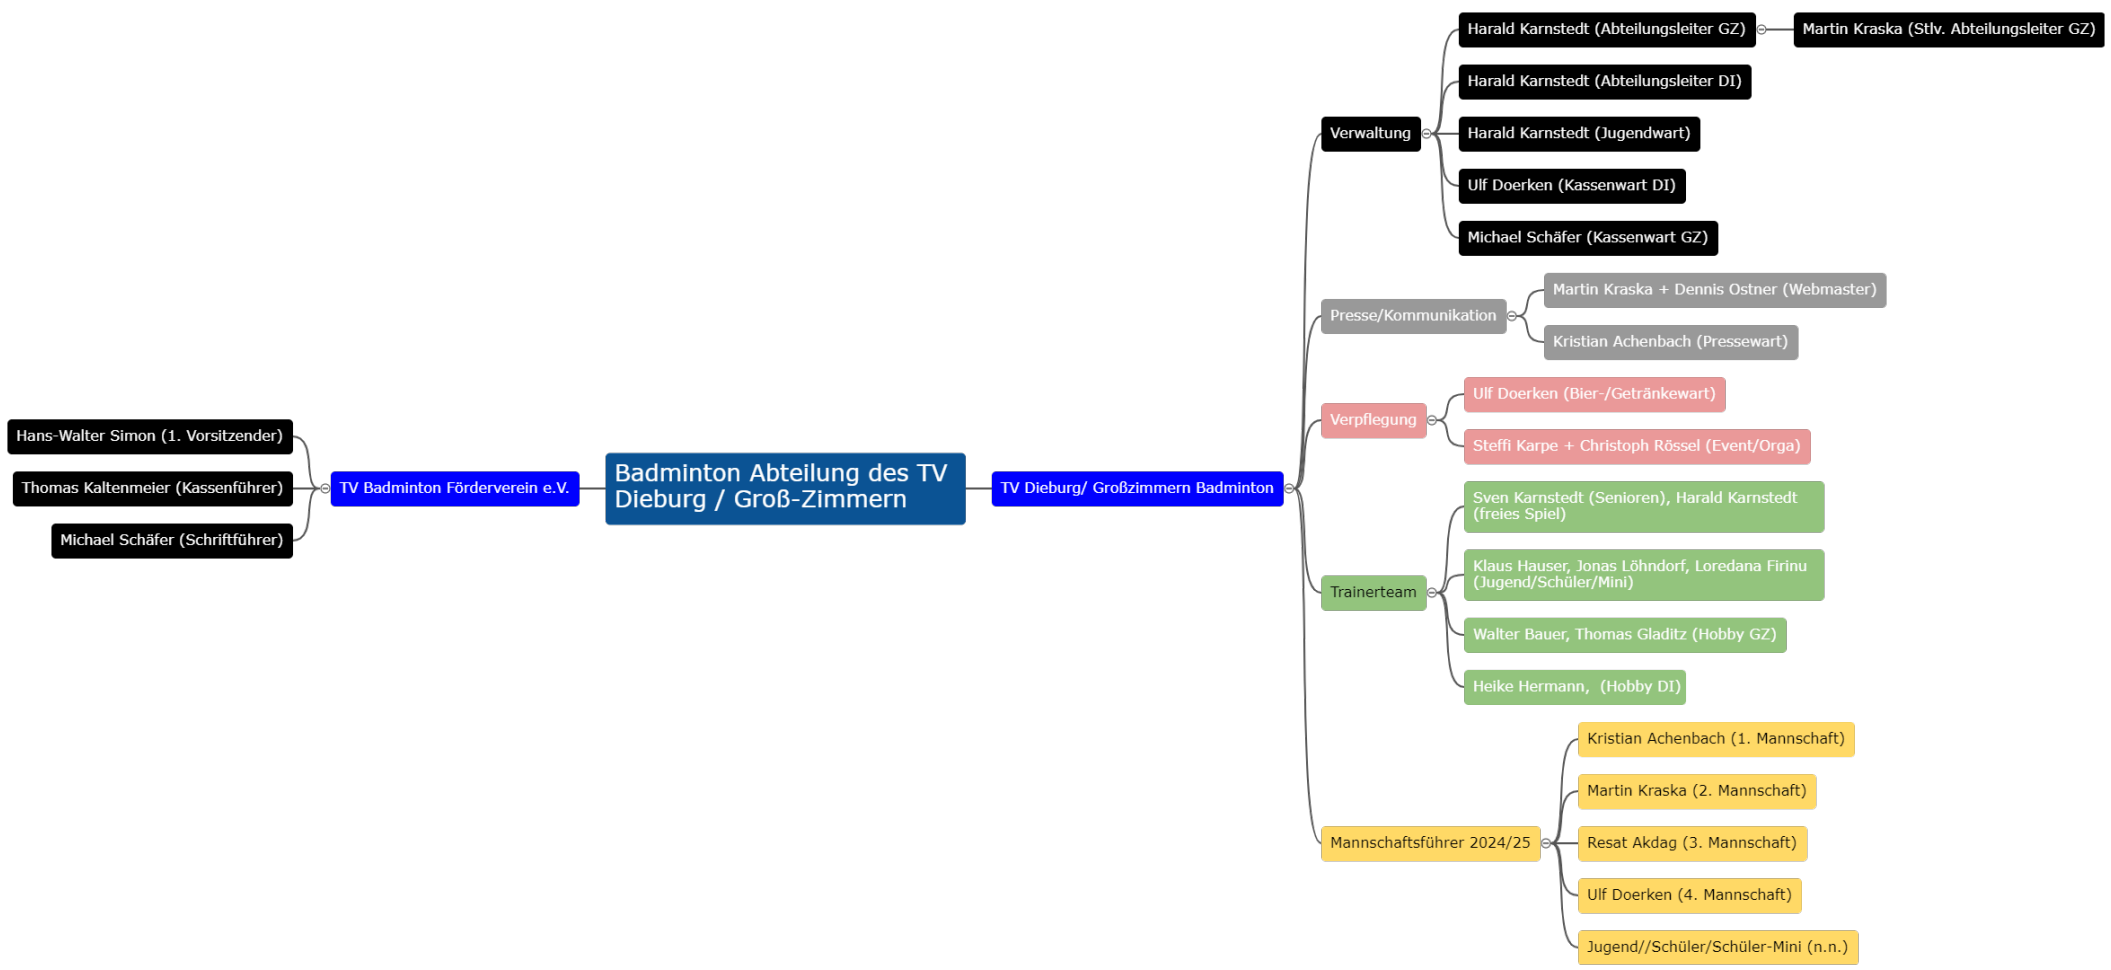 Hans-Walter Simon (1. Vorsitzender)
Thomas Kaltenmeier (Kassenführer)
Michael Schäfer (Schriftführer)
TV Badminton Förderverein e.V.
Badminton Abteilung des TV
Dieburg / Groß-Zimmern
TV Dieburg/ Großzimmern Badminton
Verwaltung
Harald Karnstedt (Abteilungsleiter GZ)
Martin Kraska (Stlv. Abteilungsleiter GZ)
Harald Karnstedt (Abteilungsleiter DI)
Harald Karnstedt (Jugendwart)
Ulf Doerken (Kassenwart DI)
Michael Schäfer (Kassenwart GZ)
Presse/Kommunikation
Martin Kraska + Dennis Ostner (Webmaster)
Kristian Achenbach (Pressewart)
Verpflegung
Ulf Doerken (Bier-/Getränkewart)
Steffi Karpe + Christoph Rössel (Event/Orga)
Trainerteam
Sven Karnstedt (Senioren), Harald Karnstedt
(freies Spiel)
Klaus Hauser, Jonas Löhndorf, Loredana Firinu
(Jugend/Schüler/Mini)
Walter Bauer, Thomas Gladitz (Hobby GZ)
Heike Hermann,  (Hobby DI)
Mannschaftsführer 2024/25
Kristian Achenbach (1. Mannschaft)
Martin Kraska (2. Mannschaft)
Resat Akdag (3. Mannschaft)
Ulf Doerken (4. Mannschaft)
Jugend//Schüler/Schüler-Mini (n.n.)